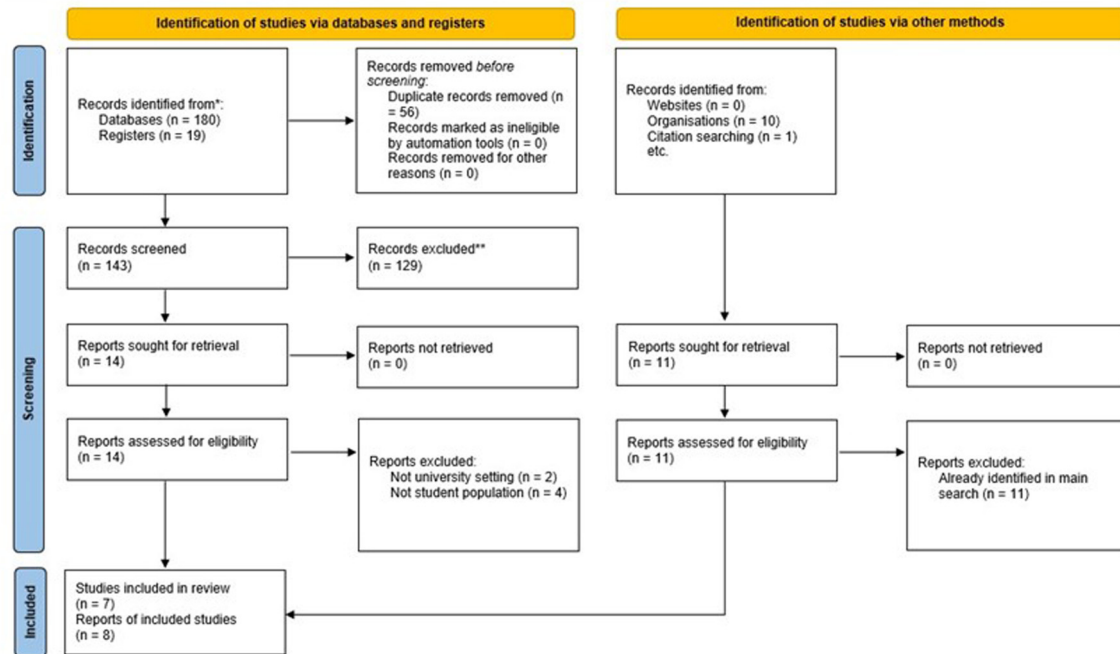 Identification of studies via databases and registers
Identification of studies via other methods
Identification
Records identified from*:
Databases (n = 180)
Registers (n = 19)
Records removed before
screening:
Duplicate records removed (n
= 56)
Records marked as ineligible
by automation tools (n = 0)
Records removed for other
reasons (n = 0)
Records identified from:
Websites (n = 0)
Organisations (n = 10)
Citation searching (n = 1)
etc.
Screening
Records screened
(n = 143)
Records excluded**
(n = 129)
Reports sought for retrieval
(n = 14)
Reports not retrieved
(n = 0)
Reports sought for retrieval
(n = 11)
Reports not retrieved
(n = 0)
Reports assessed for eligibility
(n = 14)
Reports excluded:
Not university setting (n = 2)
Not student population (n = 4)
Reports assessed for eligibility
(n = 11)
Reports excluded:
Already identified in main
search (n = 11)
Included
Studies included in review
(n = 7)
Reports of included studies
(n = 8)